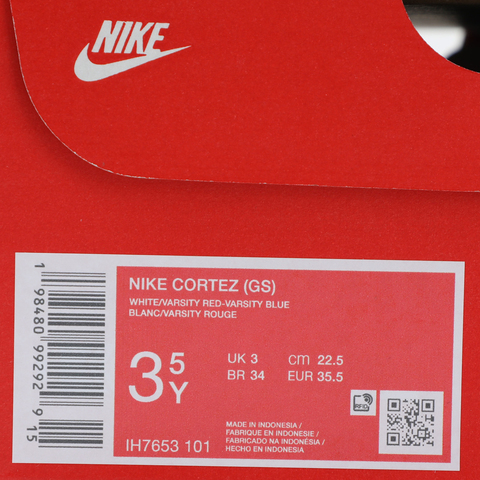 NIKE
1 98480 99292 9 15
NIKE CORTEZ (GS)
WHITE/VARSITY RED-VARSITY BLUE
BLANC/VARSITY ROUGE
3 5 Y
UK 3 cm 22.5
BR 34 EUR 35.5
RFID
MADE IN INDONESIA /
FABRIQUE EN INDONESIE /
FABRICADO NA INDONÉSIA /
HECHO EN INDONESIA
IH7653 101